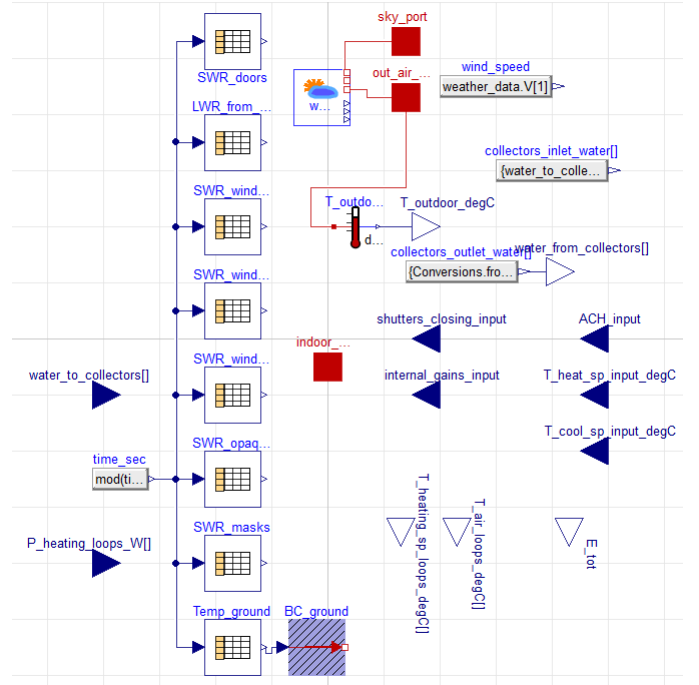 sky_port
SWR_doors
out_air_...
wind_speed
w...
weather_data.V[1]
LWR_from_...
collectors_inlet_water[]
{water_to_colle...
SWR_wind...
T_outdo...
T_outdoor_degC
d...
collectors_outlet_water[]
water_from_collectors[]
{Conversions.fro...
SWR_wind...
shutters_closing_input
ACH_input
indoor_...
SWR_wind...
water_to_collectors[]
internal_gains_input
T_heat_sp_input_degC
SWR_opaq...
T_cool_sp_input_degC
time_sec
mod(ti...
T_heating_sp_loops_degC[]
T_air_loops_degC[]
E_tot
SWR_masks
P_heating_loops_W[]
Temp_ground
BC_ground